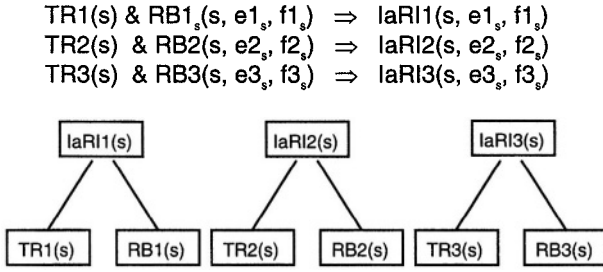 TR1(s) & RB1ₛ(s, e1ₛ, f1ₛ) ⇒ IaRI1(s, e1ₛ, f1ₛ)
TR2(s) & RB2(s, e2ₛ, f2ₛ) ⇒ IaRI2(s, e2ₛ, f2ₛ)
TR3(s) & RB3(s, e3ₛ, f3ₛ) ⇒ IaRI3(s, e3ₛ, f3ₛ)
IaRI1(s) IaRI2(s) IaRI3(s)
TR1(s) RB1(s) TR2(s) RB2(s) TR3(s) RB3(s)